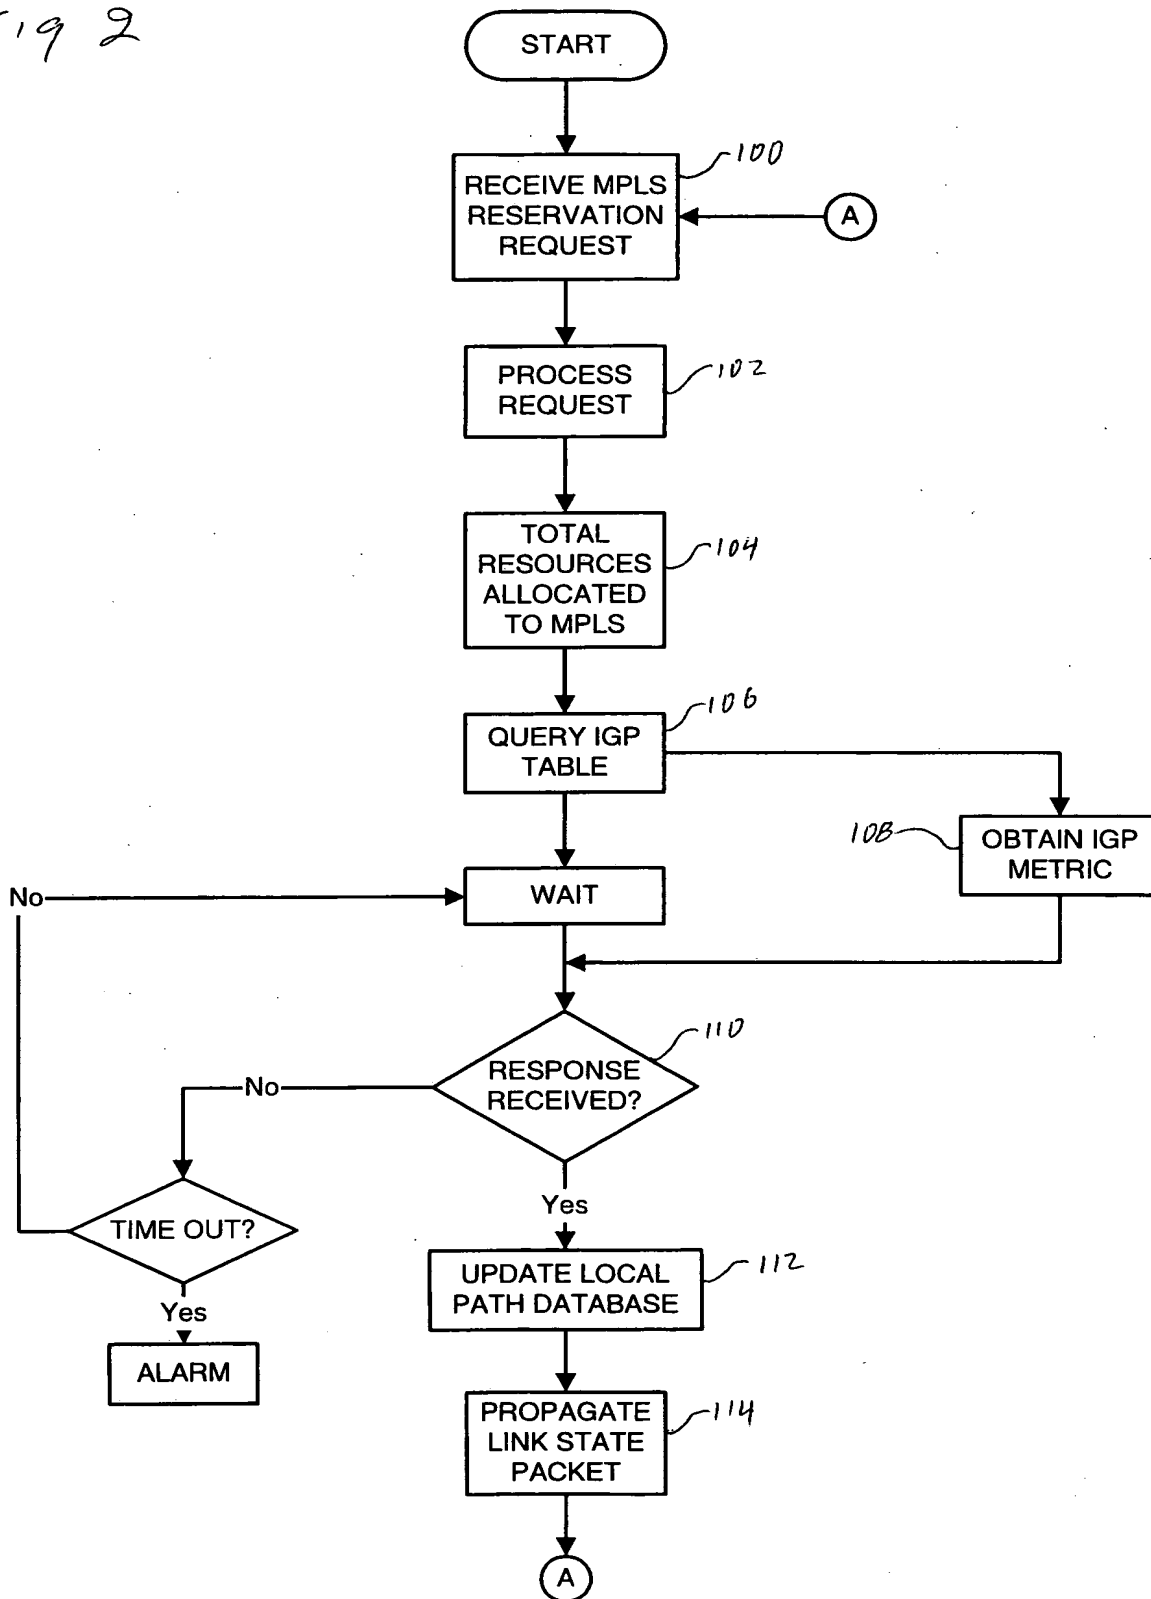 Fig 2
START
100
RECEIVE MPLS
RESERVATION
REQUEST
A
PROCESS
REQUEST
102
TOTAL
RESOURCES
ALLOCATED
TO MPLS
104
106
QUERY IGP
TABLE
108
OBTAIN IGP
METRIC
No
WAIT
110
RESPONSE
RECEIVED?
No
Yes
TIME OUT?
UPDATE LOCAL
PATH DATABASE
112
Yes
ALARM
PROPAGATE
LINK STATE
PACKET
114
A